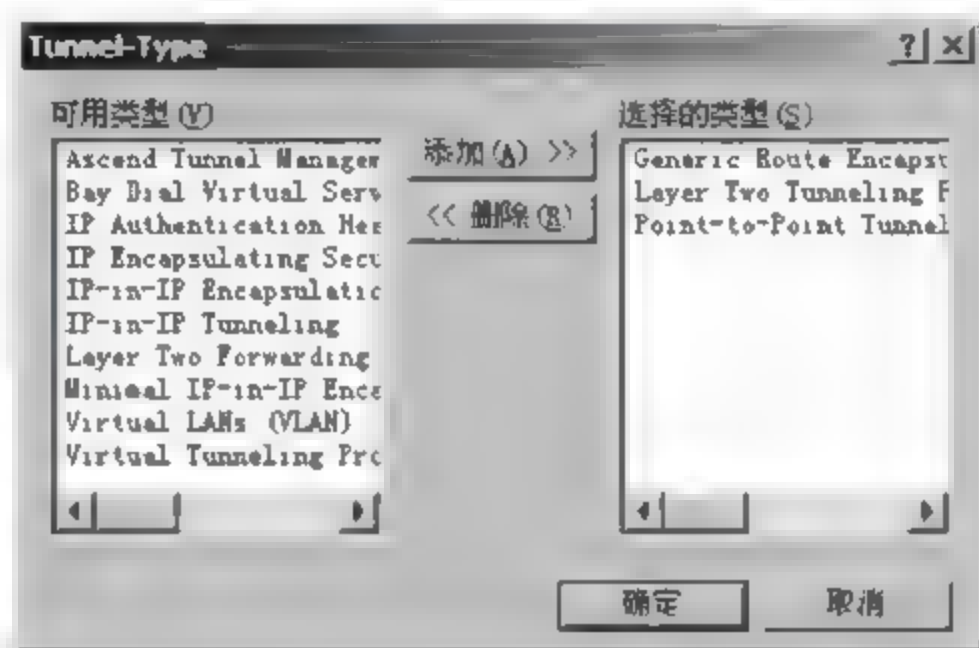 Tunnel-Type
可用类型(V)
Ascend Tunnel Manager
Bay Dial Virtual Serv
IP Authentication Hea
IP Encapsulating Secu
IP-in-IP Encapsulatic
IP-in-IP Tunneling
Layer Two Forwarding
Minimal IP-in-IP Enca
Virtual LANs (VLAN)
Virtual Tunneling Pro
添加(A) >>
<< 删除(R)
选择的类型(S)
Generic Route Encapsu
Layer Two Tunneling P
Point-to-Point Tunnel
确定
取消